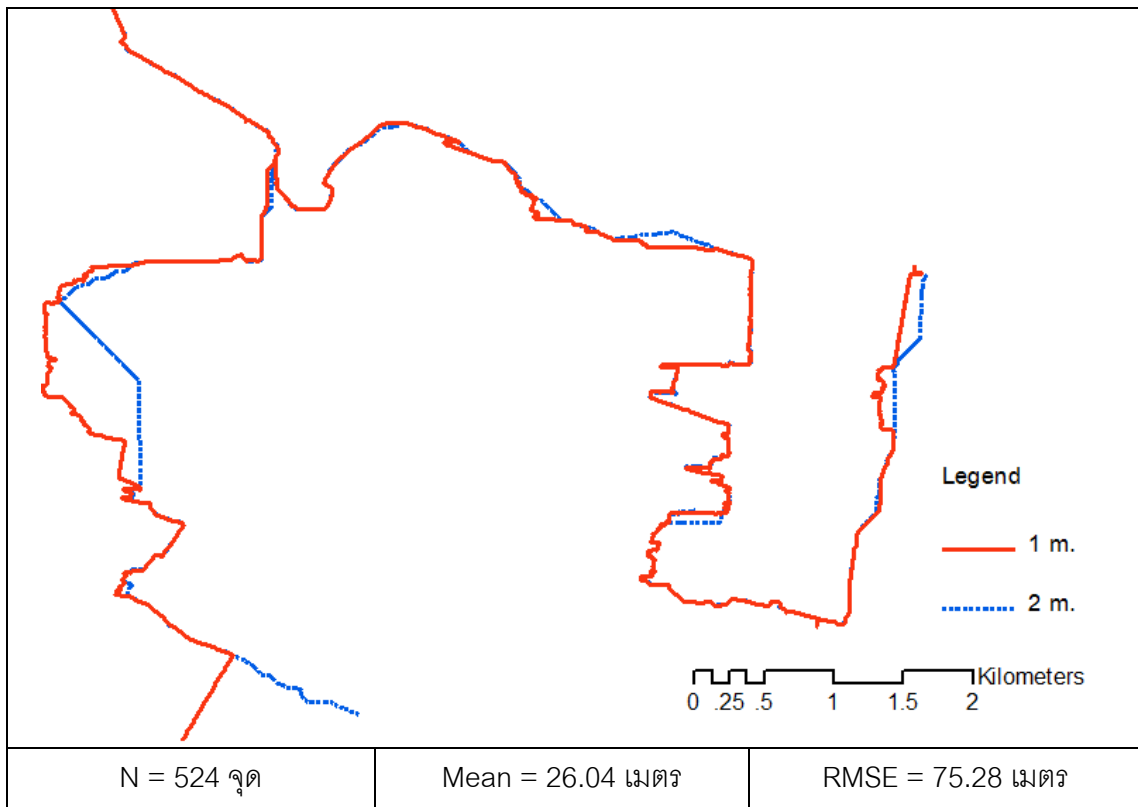 Legend
1 m.
2 m.
Kilometers
0 .25 .5 1 1.5 2
N = 524 จุด
Mean = 26.04 เมตร
RMSE = 75.28 เมตร